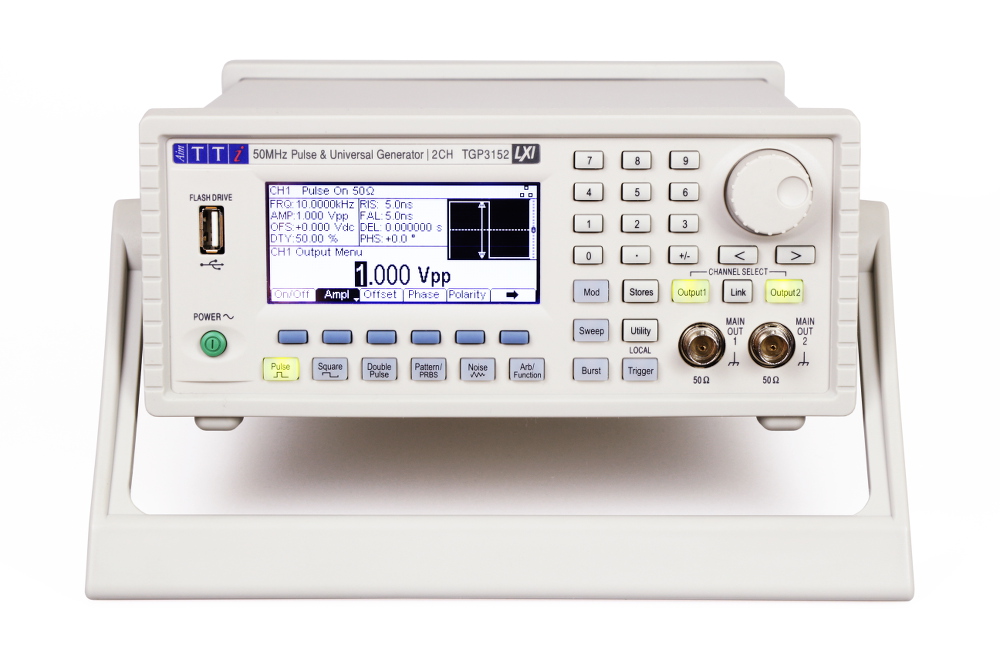 Aim TTi 50MHz Pulse & Universal Generator | 2CH TGP3152 LXI
FLASH DRIVE
POWER
CH1 Pulse On 50Ω
FRQ:10.0000kHz RIS: 5.0ns
AMP:1.000 Vpp FAL: 5.0ns
OFS:+0.000 Vdc DEL: 0.000000 s
DTY:50.00 % PHS:+0.0 °
CH1 Output Menu
1.000 Vpp
On/Off Ampl Offset Phase Polarity
Pulse
Square
Double
Pulse
Pattern/
PRBS
Noise
Arb/
Function
7 8 9
4 5 6
1 2 3
0 . +/-
< >
CHANNEL SELECT
Mod Stores Output1 Link Output2
Sweep Utility
LOCAL
Burst Trigger
MAIN
OUT
1
50Ω
MAIN
OUT
2
50Ω